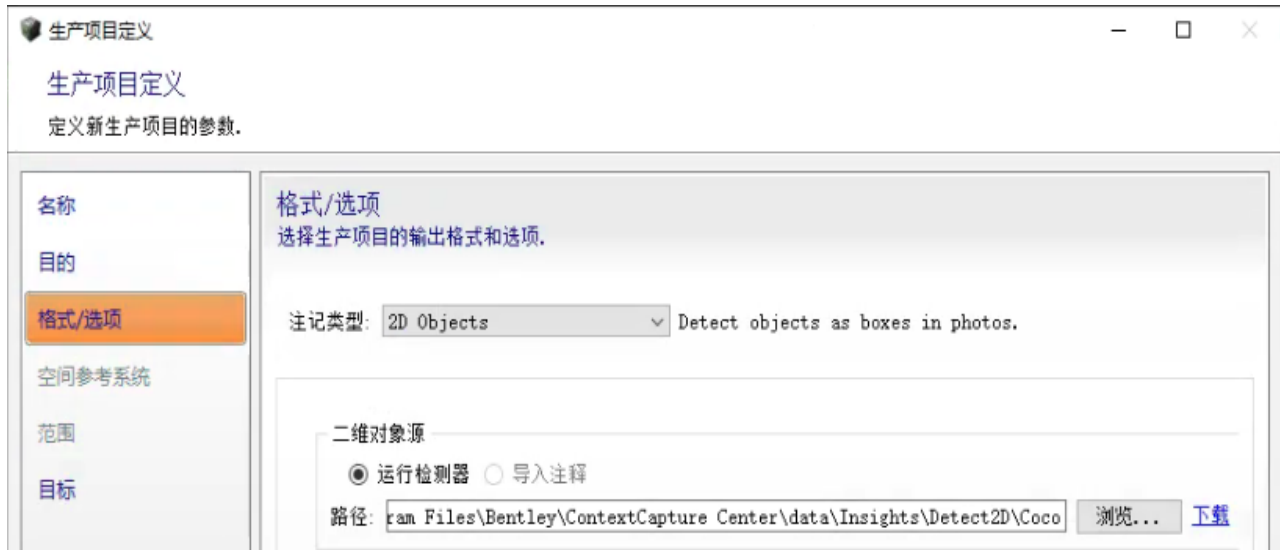 生产项目定义
生产项目定义
定义新生产项目的参数.
名称
目的
格式/选项
空间参考系统
范围
目标
格式/选项
选择生产项目的输出格式和选项.
注记类型: 2D Objects Detect objects as boxes in photos.
二维对象源
运行检测器 导入注释
路径: ram Files\Bentley\ContextCapture Center\data\Insights\Detect2D\Coco 浏览... 下载